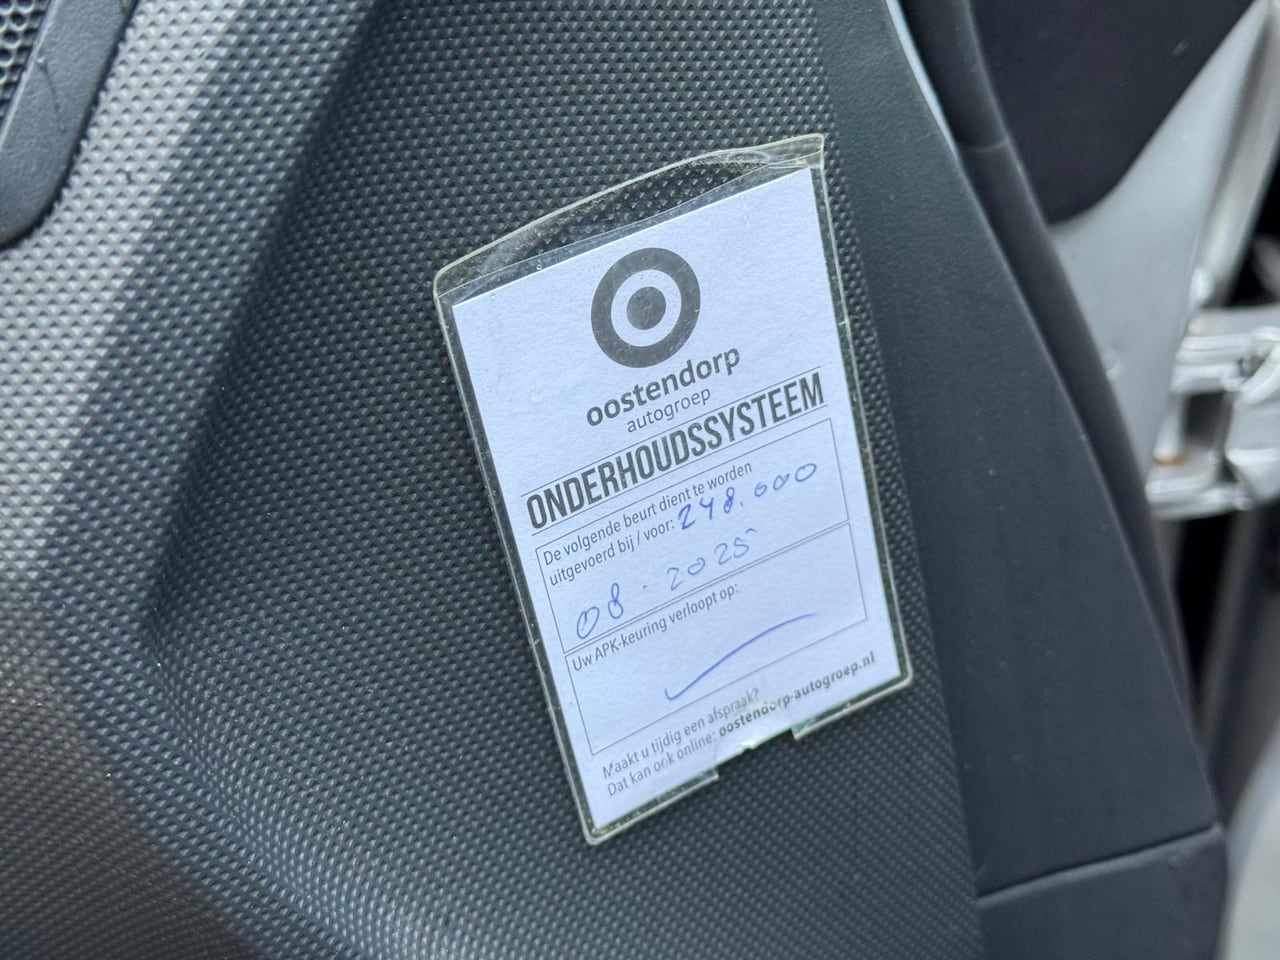 oostendorp
autogroep
ONDERHOUDSSYSTEEM
De volgende beurt dient te worden
uitgevoerd bij / voor: 248.000
08 - 2025
Uw APK-keuring verloopt op:
Maakt u tijdig een afspraak?
Dat kan ook online: oostendorp-autogroep.nl